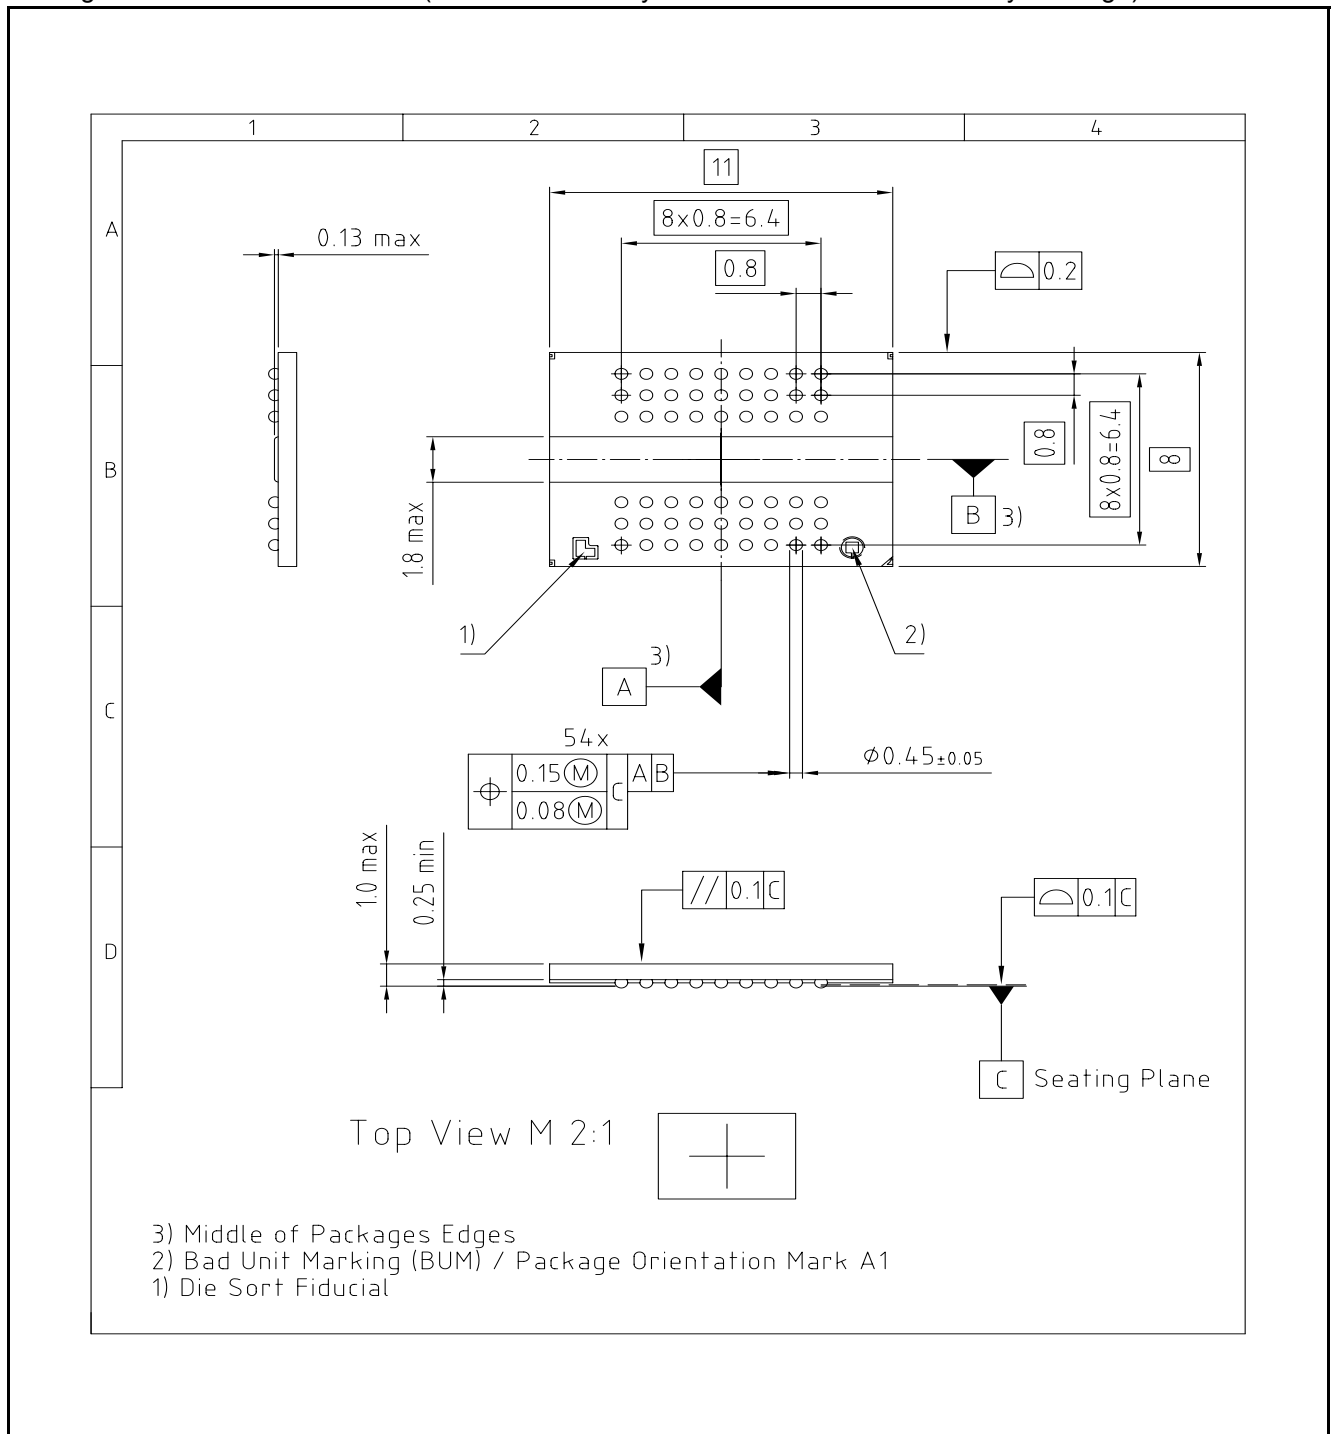 1 2 3 4
11
A
8x0.8=6.4
0.13 max
0.8
0.2
B
0.8
8x0.8=6.4
8
B 3)
1.8 max
1) 2)
3)
A
C
54x
0.15 Ⓜ C A B
0.08 Ⓜ
Ø0.45±0.05
1.0 max
0.25 min
// 0.1 C
0.1 C
D
C Seating Plane
Top View M 2:1
3) Middle of Packages Edges
2) Bad Unit Marking (BUM) / Package Orientation Mark A1
1) Die Sort Fiducial